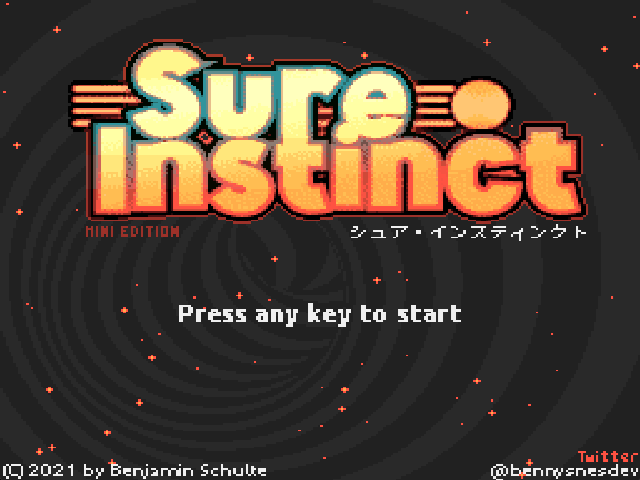 Sure
Instinct
MINI EDITION
シュア・インスティンクト
Press any key to start
Twitter
(C) 2021 by Benjamin Schulte
@bennysnesdev